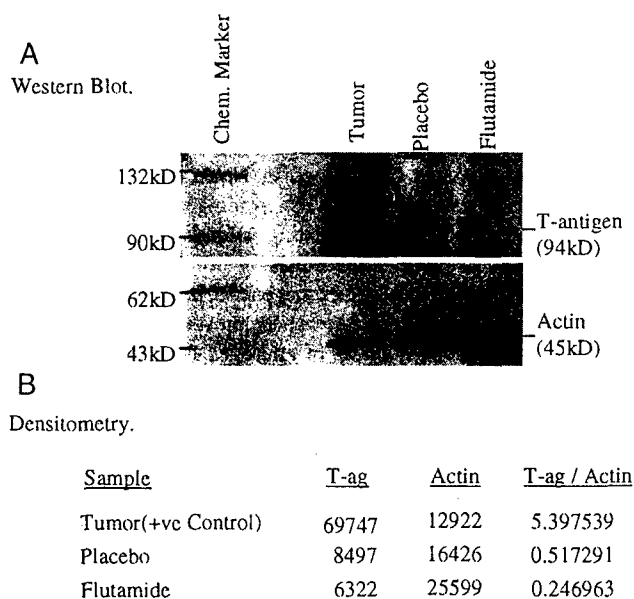 A
Western Blot.
Chem. Marker
Tumor
Placebo
Flutamide
132kD
90kD
T-antigen
(94kD)
62kD
43kD
Actin
(45kD)
B
Densitometry.
Sample T-ag Actin T-ag / Actin
Tumor(+ve Control) 69747 12922 5.397539
Placebo 8497 16426 0.517291
Flutamide 6322 25599 0.246963